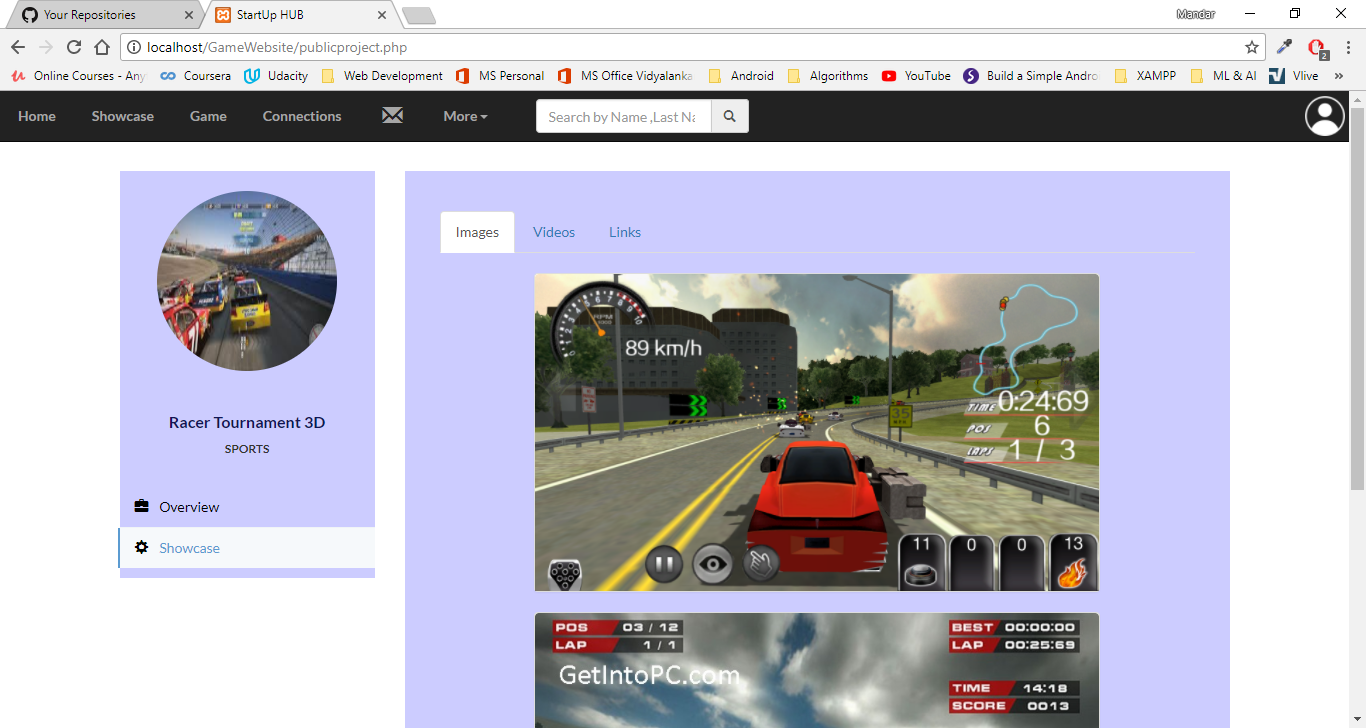 Your Repositories
StartUp HUB
Mandar
localhost/GameWebsite/publicproject.php
2
Online Courses - Any
Coursera
Udacity
Web Development
MS Personal
MS Office Vidyalanka
Android
Algorithms
YouTube
Build a Simple Andro
XAMPP
ML & AI
Vlive
»
Home
Showcase
Game
Connections
More
Search by Name ,Last Na
Racer Tournament 3D
SPORTS
Overview
Showcase
Images
Videos
Links
89 km/h
RPM
35
TIME 0:24:69
POS 6
LAPS 1 / 3
11
0
0
13
POS 03 / 12
LAP 1 / 1
BEST 00:00:00
LAP 00:25:69
GetIntoPC.com
TIME 14:18
SCORE 0013